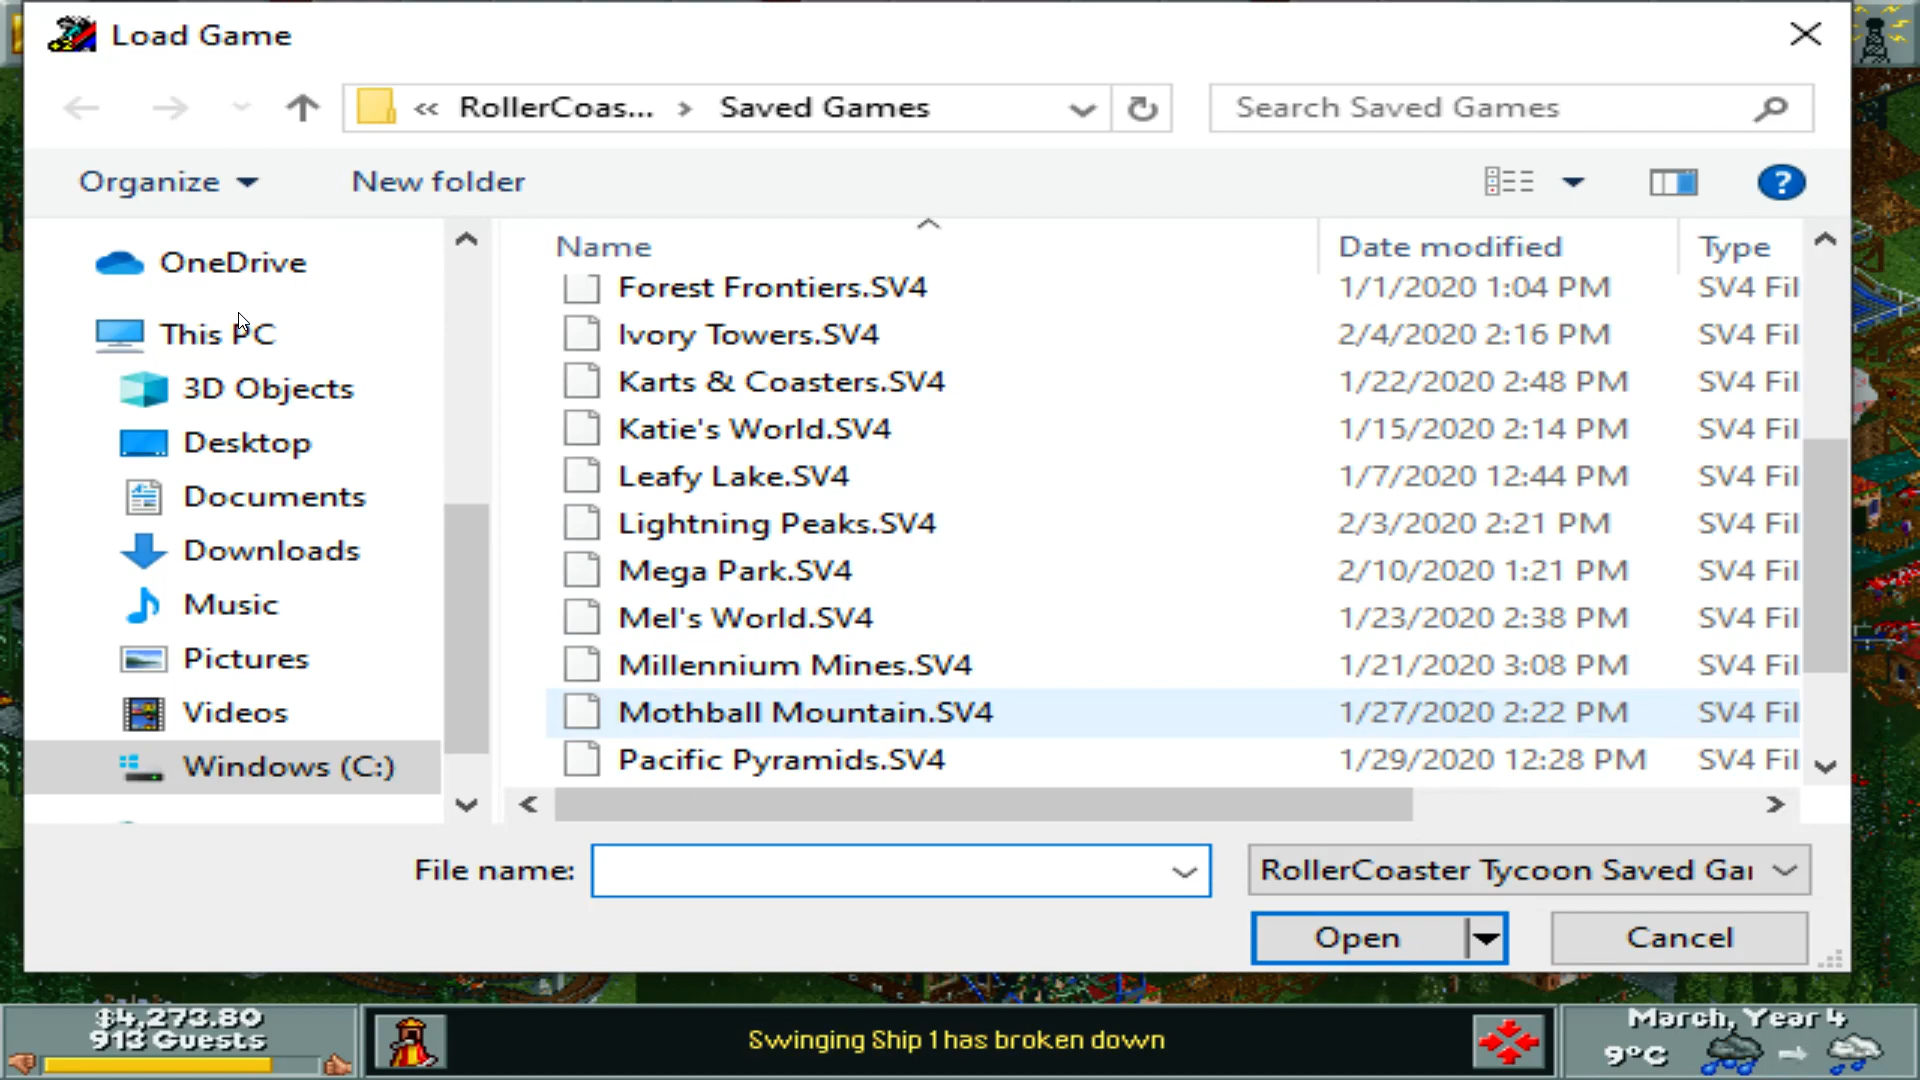 Load Game
« RollerCoas... > Saved Games
Search Saved Games
Organize
New folder
?
Name
Date modified
Type
OneDrive
This PC
3D Objects
Desktop
Documents
Downloads
Music
Pictures
Videos
Windows (C:)
Forest Frontiers.SV4 1/1/2020 1:04 PM SV4 Fil
Ivory Towers.SV4 2/4/2020 2:16 PM SV4 Fil
Karts & Coasters.SV4 1/22/2020 2:48 PM SV4 Fil
Katie's World.SV4 1/15/2020 2:14 PM SV4 Fil
Leafy Lake.SV4 1/7/2020 12:44 PM SV4 Fil
Lightning Peaks.SV4 2/3/2020 2:21 PM SV4 Fil
Mega Park.SV4 2/10/2020 1:21 PM SV4 Fil
Mel's World.SV4 1/23/2020 2:38 PM SV4 Fil
Millennium Mines.SV4 1/21/2020 3:08 PM SV4 Fil
Mothball Mountain.SV4 1/27/2020 2:22 PM SV4 Fil
Pacific Pyramids.SV4 1/29/2020 12:28 PM SV4 Fil
File name:
RollerCoaster Tycoon Saved Gai
Open
Cancel
$4,273.80
913 Guests
Swinging Ship 1 has broken down
March, Year 4
9°C